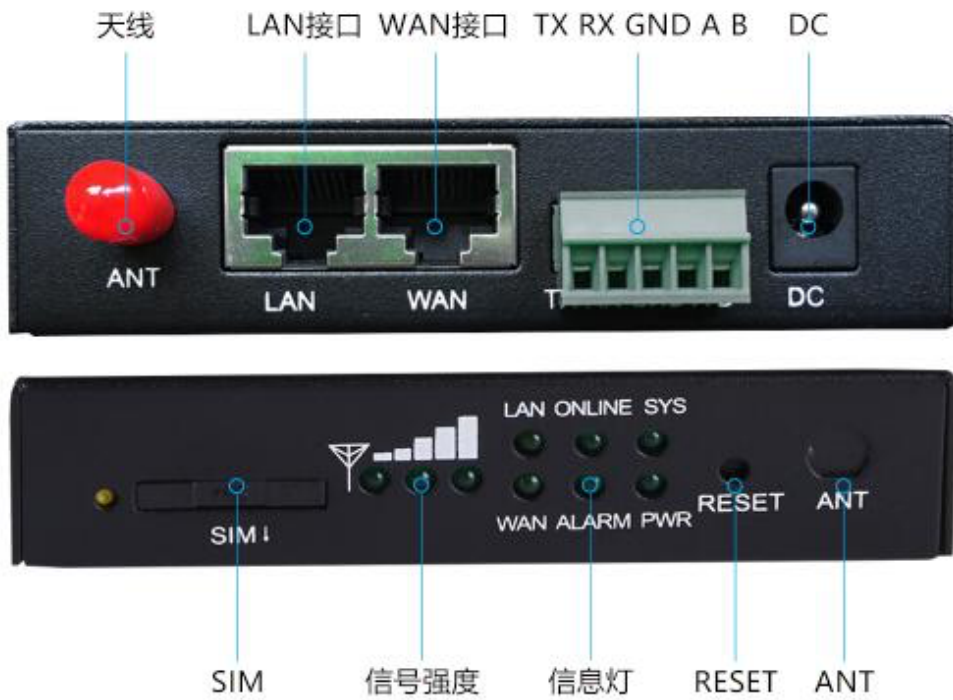 天线 LAN接口 WAN接口 TX RX GND A B DC
ANT LAN WAN DC
LAN ONLINE SYS
WAN ALARM PWR RESET ANT
SIM↓
SIM 信号强度 信息灯 RESET ANT